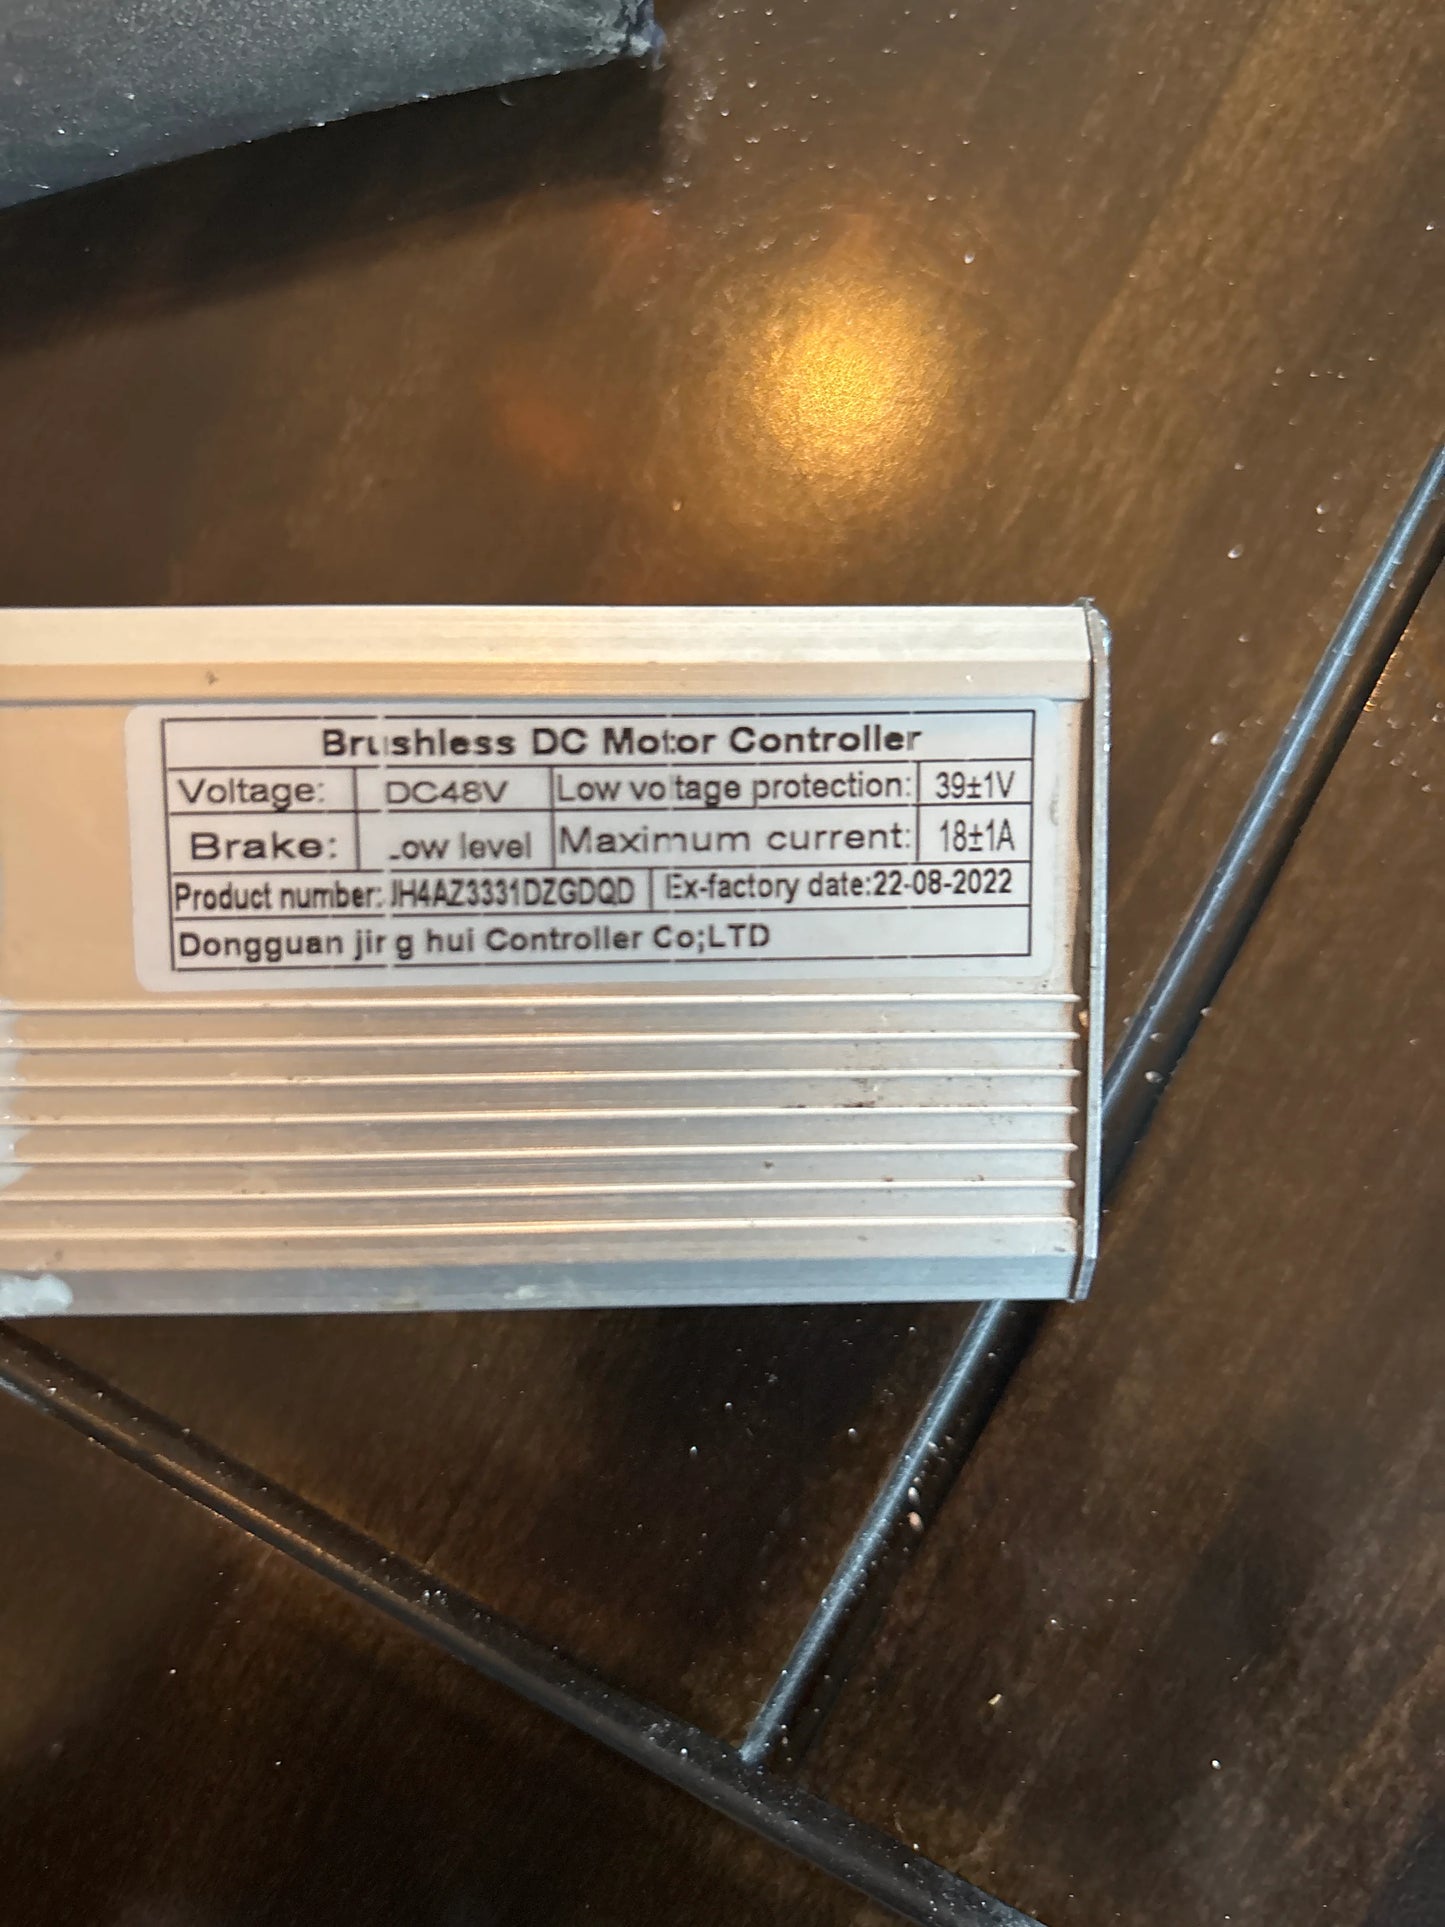 Brushless DC Motor Controller
Voltage: DC48V Low voltage protection: 39±1V
Brake: Low level Maximum current: 18±1A
Product number: JH4AZ3331DZGDQD Ex-factory date:22-08-2022
Dongguan jing hui Controller Co;LTD